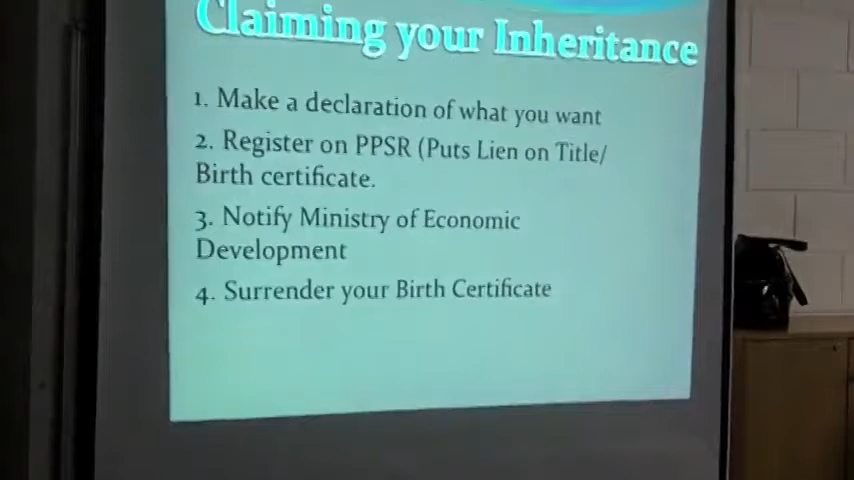 Claiming your Inheritance
1. Make a declaration of what you want
2. Register on PPSR (Puts Lien on Title/
Birth certificate.
3. Notify Ministry of Economic
Development
4. Surrender your Birth Certificate